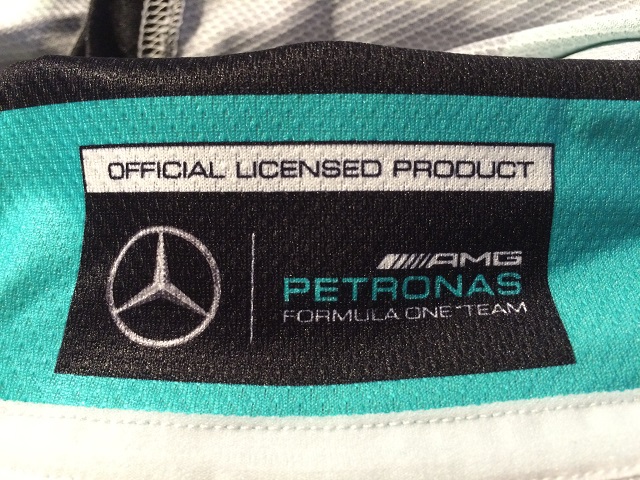 OFFICIAL LICENSED PRODUCT
AMG
PETRONAS
FORMULA ONE TEAM